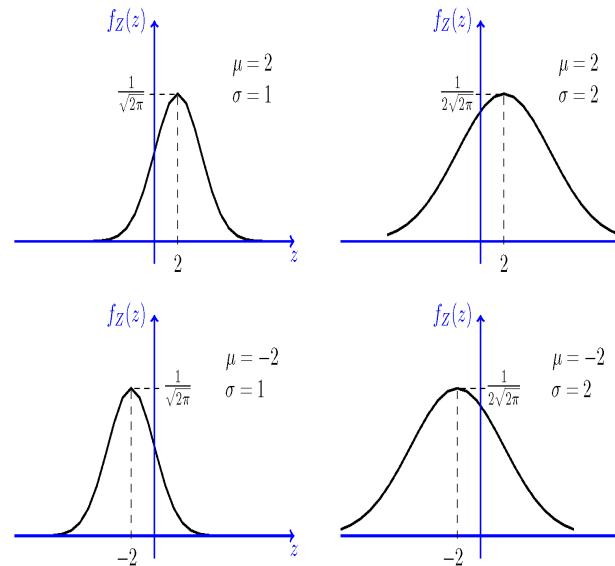 f_Z(z)
μ = 2
σ = 1
1/√2π
2
z
f_Z(z)
μ = 2
σ = 2
1/2√2π
2
f_Z(z)
μ = −2
σ = 1
1/√2π
−2
z
f_Z(z)
μ = −2
σ = 2
1/2√2π
−2